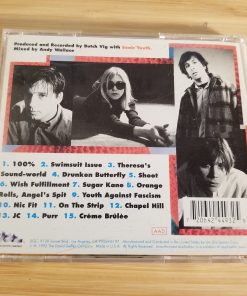 Produced and Recorded by Butch Vig with Sonic Youth.
Mixed by Andy Wallace
1. 100% 2. Swimsuit Issue 3. Theresa's
Sound-world 4. Drunken Butterfly 5. Shoot
6. Wish Fulfillment 7. Sugar Kane 8. Orange
Rolls, Angel's Spit 9. Youth Against Fascism
10. Nic Fit 11. On The Strip 12. Chapel Hill
13. JC 14. Purr 15. Crème Brûlée
AAD
20642 44932